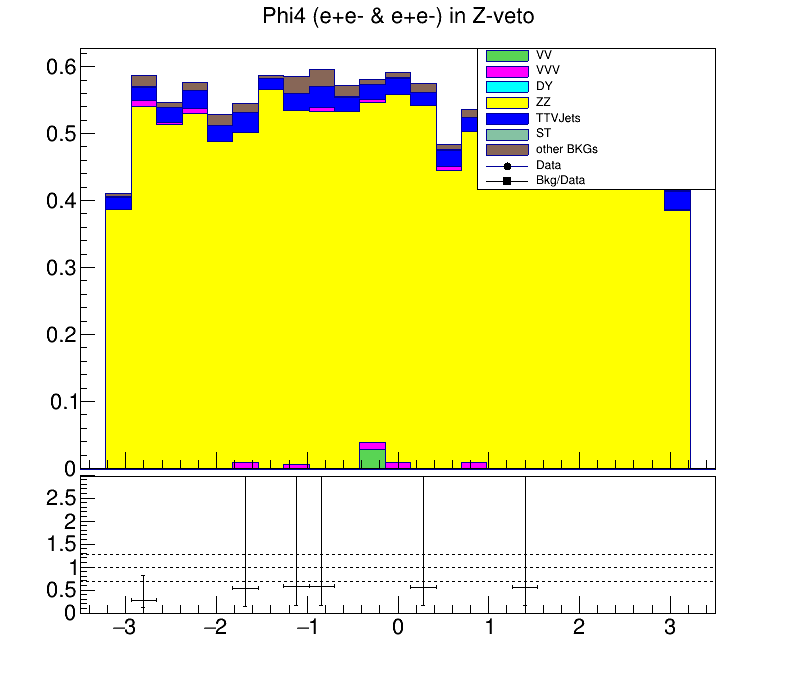 Phi4 (e+e- & e+e-) in Z-veto
0.6
0.5
0.4
0.3
0.2
0.1
0
VV
VVV
DY
ZZ
TTVJets
ST
other BKGs
Data
Bkg/Data
2.5
2
1.5
1
0.5
0
−3 −2 −1 0 1 2 3